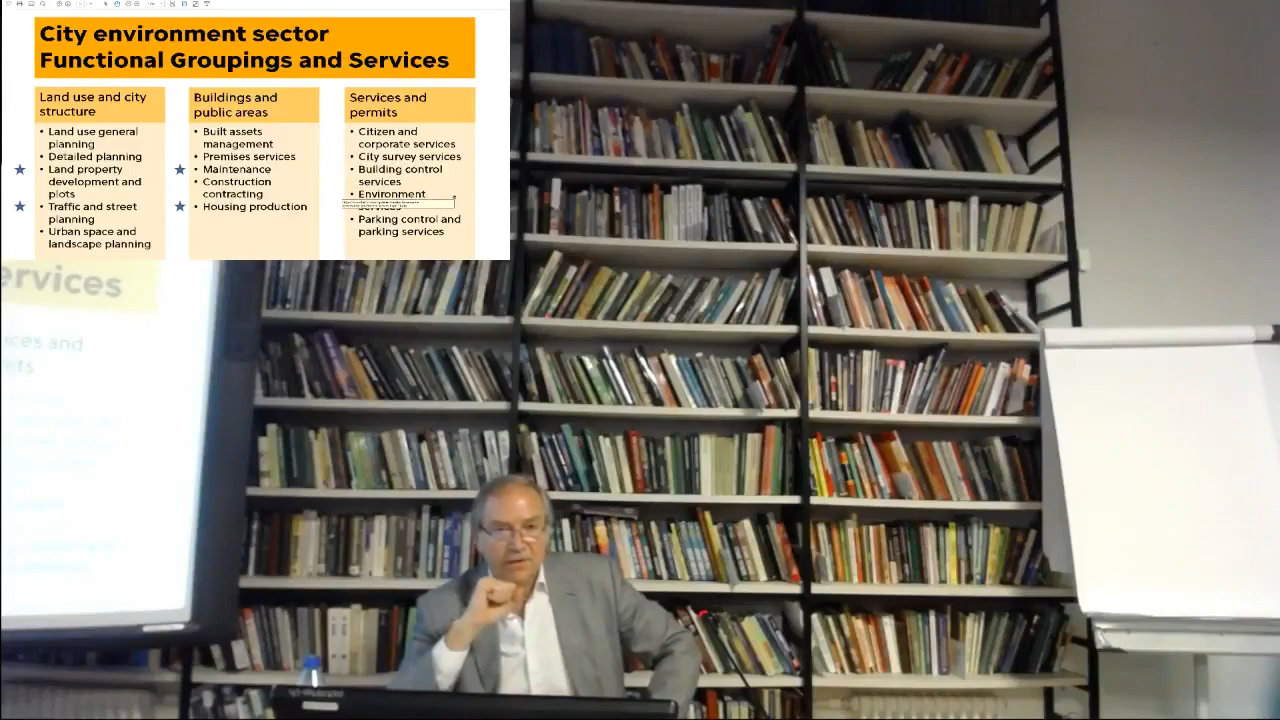 City environment sector
Functional Groupings and Services
Land use and city
structure
• Land use general
planning
• Detailed planning
• Land property
development and
plots
• Traffic and street
planning
• Urban space and
landscape planning
Buildings and
public areas
• Built assets
management
• Premises services
• Maintenance
• Construction
contracting
• Housing production
Services and
permits
• Citizen and
corporate services
• City survey services
• Building control
services
• Environment
• Parking control and
parking services
ervices
ices and
its